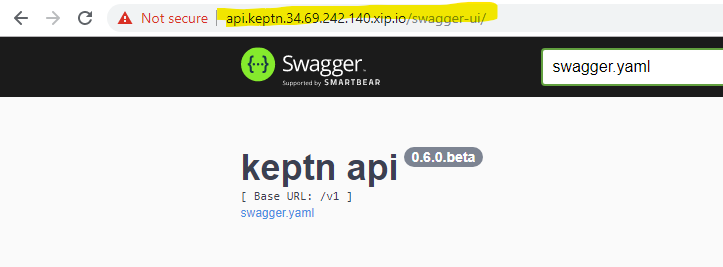 Not secure | api.keptn.34.69.242.140.xip.io/swagger-ui/
{···} Swagger. swagger.yaml
Supported by SMARTBEAR
keptn api 0.6.0.beta
[ Base URL: /v1 ]
swagger.yaml